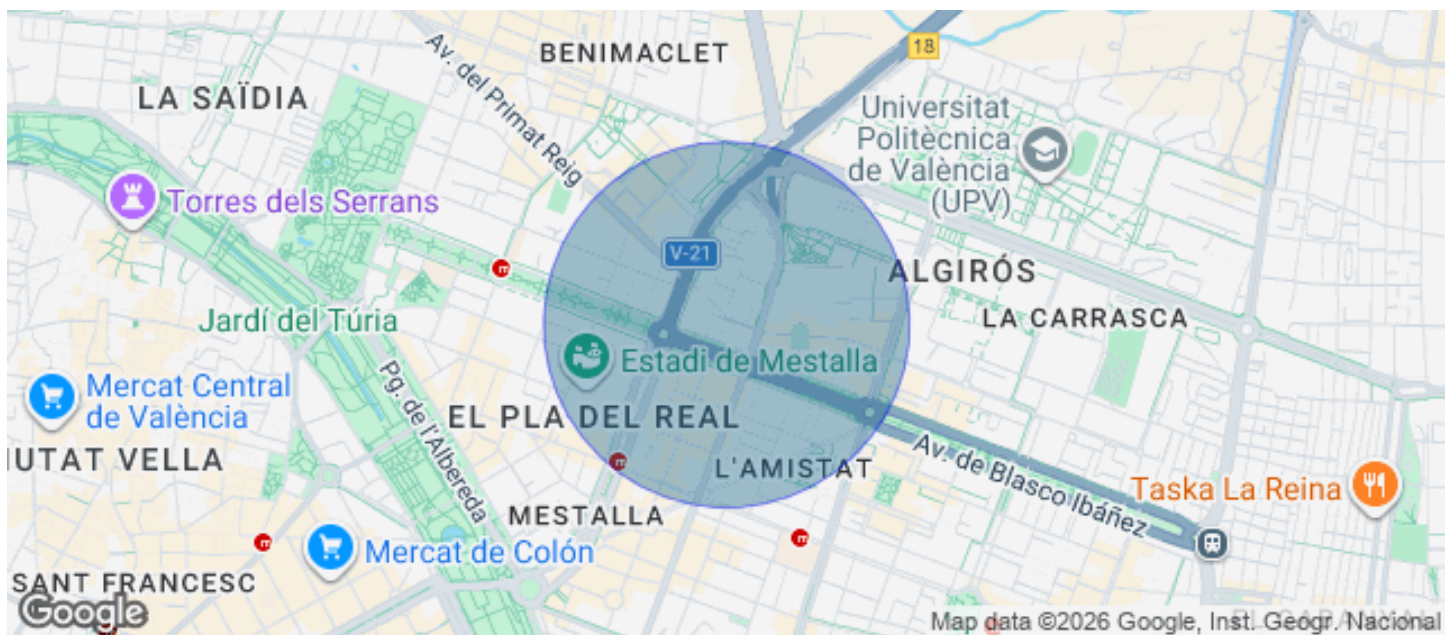 BENIMACLET
18
Av. del Primat Reig
LA SAÏDIA
Universitat
Politècnica
de València
(UPV)
Torres dels Serrans
V-21
ALGIRÓS
Jardí del Túria
LA CARRASCA
Estadi de Mestalla
Mercat Central
de València
Pg. de l'Albereda
EL PLA DEL REAL
IUTAT VELLA
L'AMISTAT
Av. de Blasco Ibáñez
Taska La Reina
MESTALLA
Mercat de Colón
SANT FRANCESC
Google
Map data ©2026 Google, Inst. Geogr. Nacional